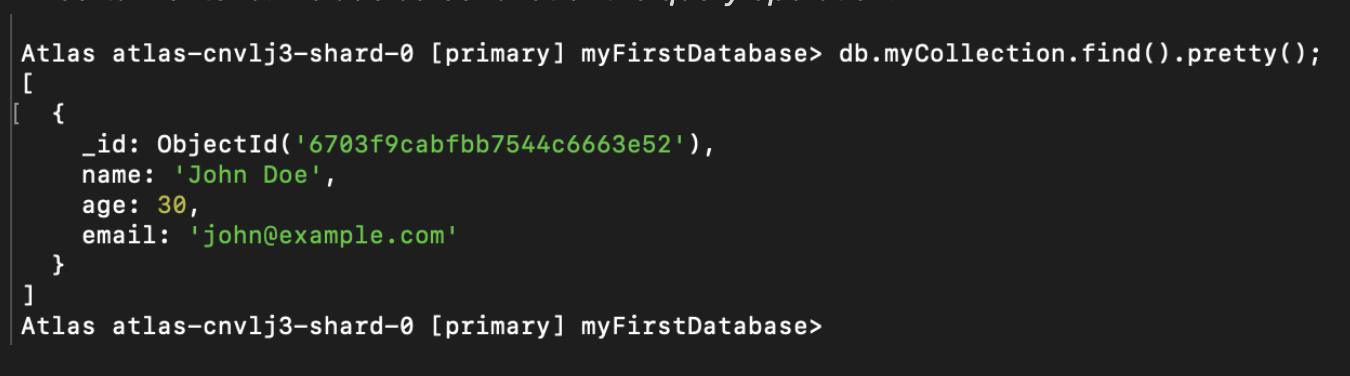 Atlas atlas-cnvlj3-shard-0 [primary] myFirstDatabase> db.myCollection.find().pretty();
[
[  {
    _id: ObjectId('6703f9cabfbb7544c6663e52'),
    name: 'John Doe',
    age: 30,
    email: 'john@example.com'
  }
]
Atlas atlas-cnvlj3-shard-0 [primary] myFirstDatabase>